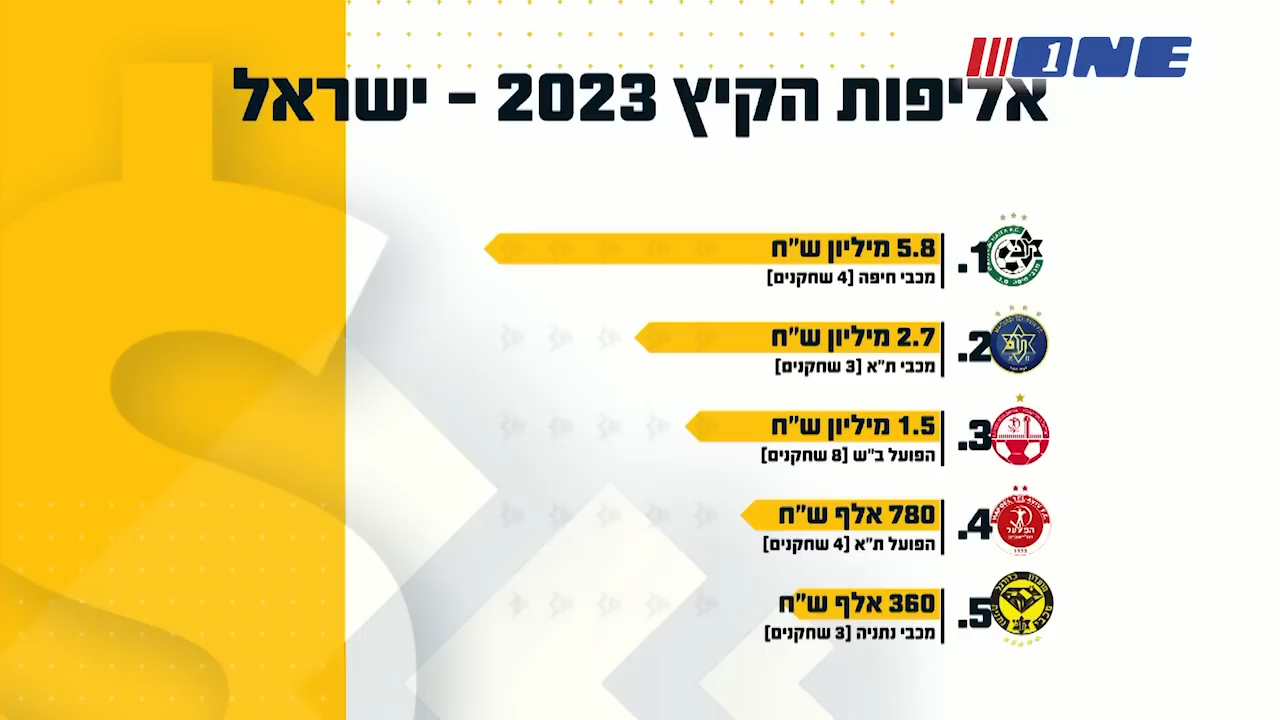 ONE
אליפות הקיץ 2023 - ישראל
1.
5.8 מיליון ש"ח
מכבי חיפה [4 שחקנים]
2.
2.7 מיליון ש"ח
מכבי ת"א [3 שחקנים]
3.
1.5 מיליון ש"ח
הפועל ב"ש [8 שחקנים]
4.
780 אלף ש"ח
הפועל ת"א [4 שחקנים]
5.
360 אלף ש"ח
מכבי נתניה [3 שחקנים]